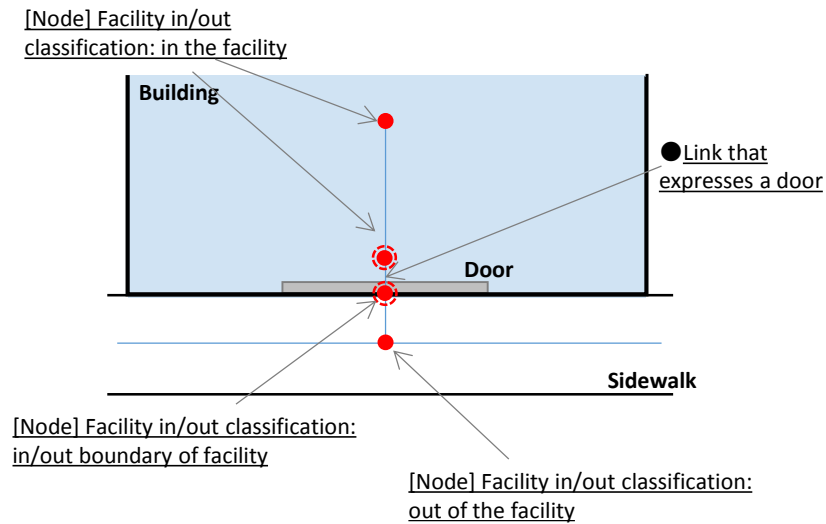 [Node] Facility in/out
classification: in the facility
Building
●Link that
expresses a door
Door
Sidewalk
[Node] Facility in/out classification:
in/out boundary of facility
[Node] Facility in/out classification:
out of the facility